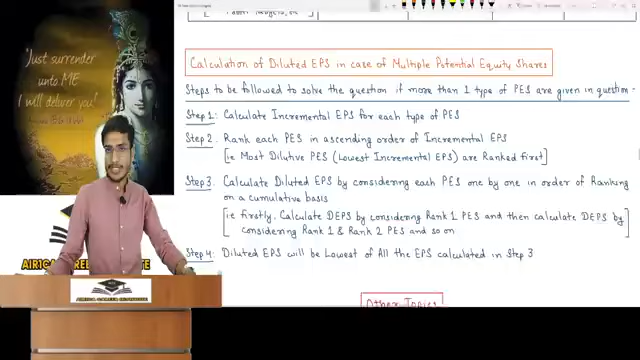 "Just surrender
unto ME
I will deliver you!
Calculation of Diluted EPS in case of Multiple Potential Equity Shares
Steps to be followed to solve the question if more than 1 type of PES are given in question -
Step 1: Calculate Incremental EPS for each type of PES
Step 2: Rank each PES in ascending order of Incremental EPS
[ie Most Dilutive PES (Lowest Incremental EPS) are Ranked first]
Step 3: Calculate Diluted EPS by considering each PES one by one in order of Ranking
on a cumulative basis
[ie firstly, Calculate DEPS by considering Rank 1 PES and then calculate DEPS by
considering Rank 1 & Rank 2 PES and so on]
Step 4: Diluted EPS will be Lowest of All the EPS calculated in Step 3
Other Topics
AIRICA CAREER INSTITUTE